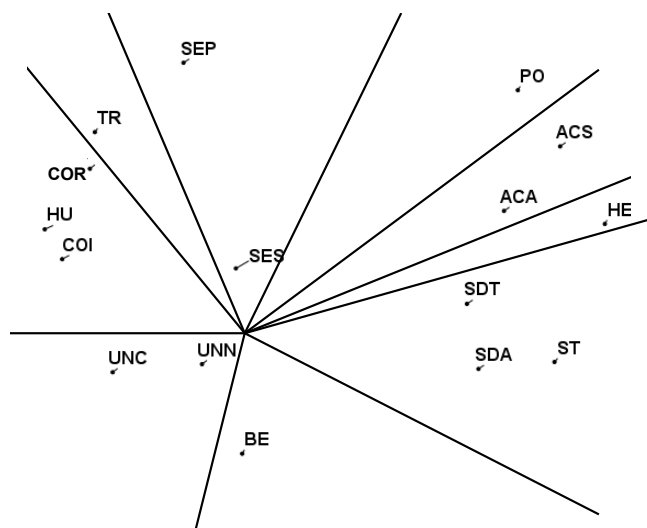 SEP
PO
TR
ACS
COR
ACA
HE
HU
COI
SES
SDT
UNN
UNC
SDA
ST
BE